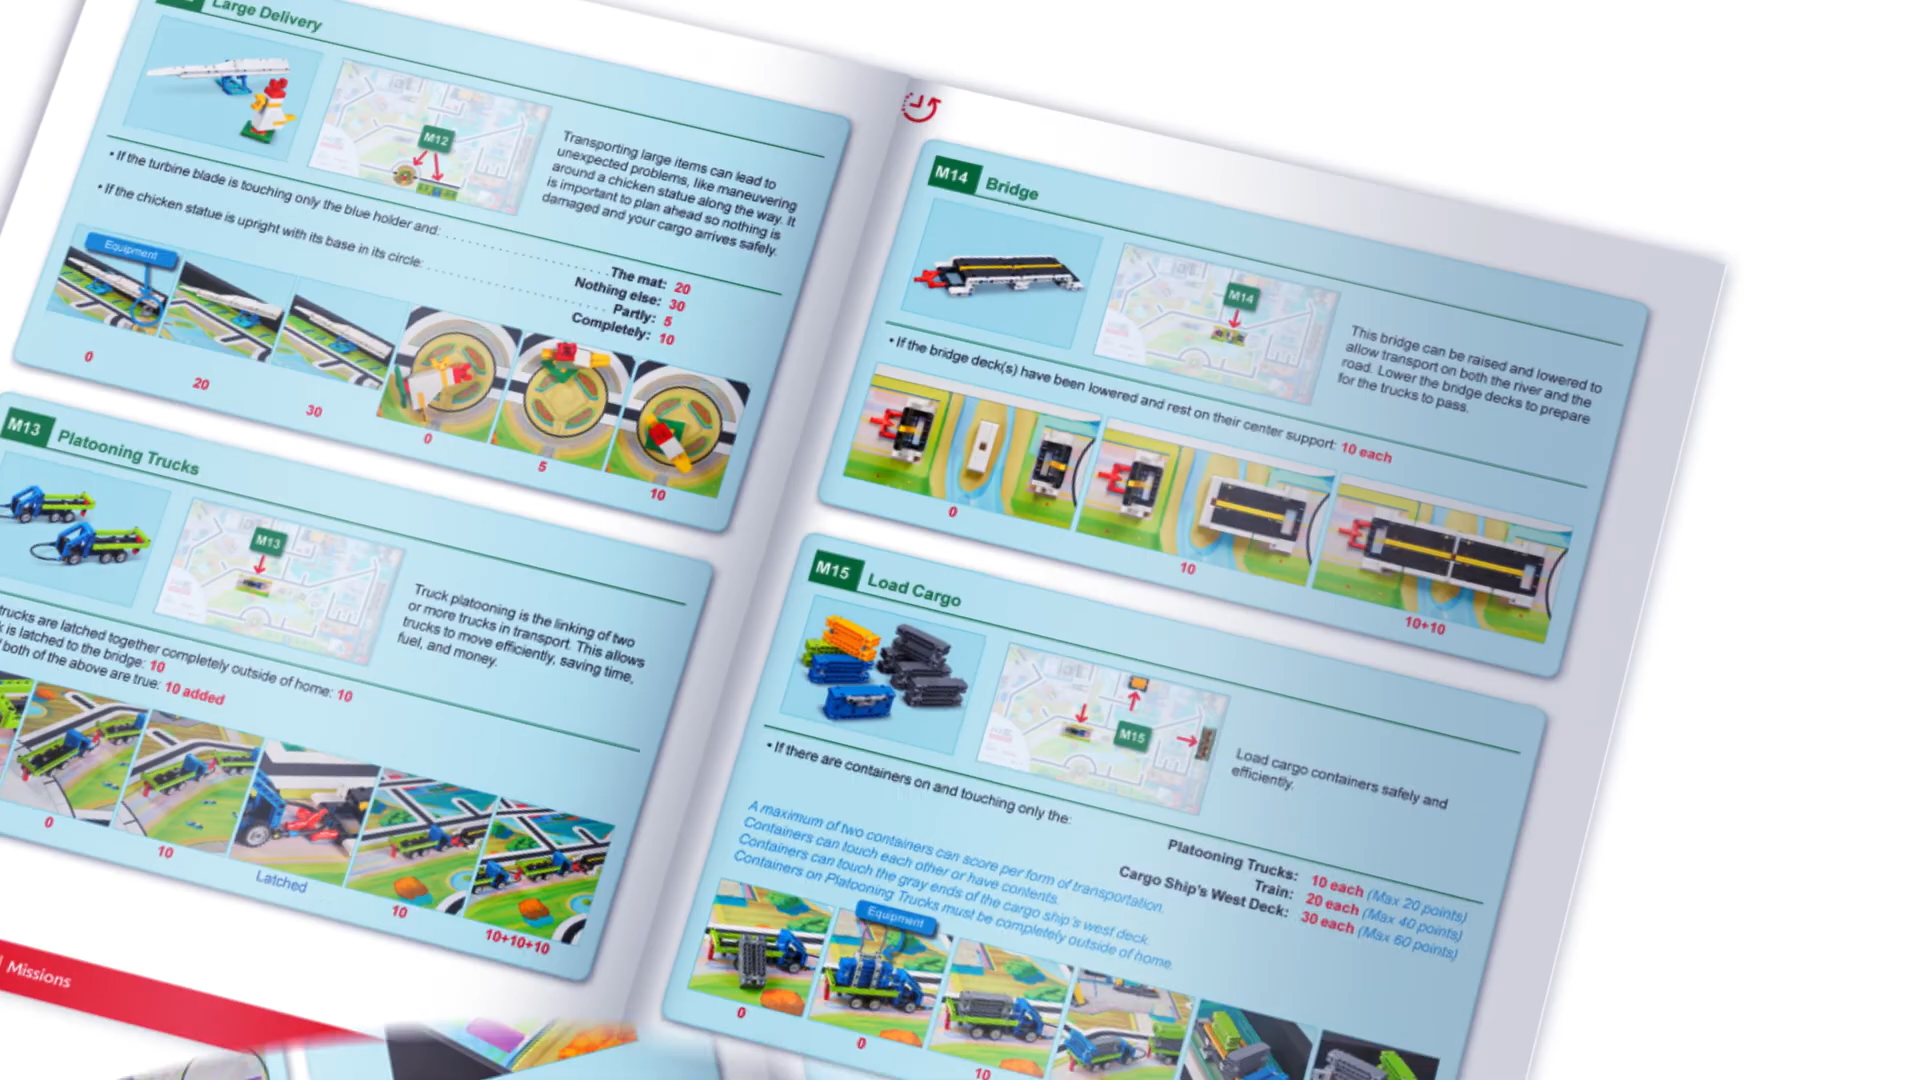 Large Delivery
M12
Transporting large items can lead to
unexpected problems, like maneuvering
around a chicken statue along the way. It
is important to plan ahead so nothing is
damaged and your cargo arrives safely.
• If the turbine blade is touching only the blue holder and:
The mat: 20
Nothing else: 30
• If the chicken statue is upright with its base in its circle:
Partly: 5
Completely: 10
Equipment
0
20
30
0
5
10
M13 Platooning Trucks
M13
Truck platooning is the linking of two
or more trucks in transport. This allows
trucks to move efficiently, saving time,
fuel, and money.
trucks are latched together completely outside of home: 10
is latched to the bridge: 10
both of the above are true: 10 added
0
10
Latched
10
10+10+10
Missions
M14 Bridge
M14
This bridge can be raised and lowered to
allow transport on both the river and the
road. Lower the bridge decks to prepare
for the trucks to pass.
• If the bridge deck(s) have been lowered and rest on their center support: 10 each
0
10
10+10
M15 Load Cargo
M15
Load cargo containers safely and
efficiently.
• If there are containers on and touching only the:
Platooning Trucks: 10 each (Max 20 points)
Train: 20 each (Max 40 points)
Cargo Ship's West Deck: 30 each (Max 60 points)
A maximum of two containers can score per form of transportation.
Containers can touch each other or have contents.
Containers can touch the gray ends of the cargo ship's west deck.
Containers on Platooning Trucks must be completely outside of home.
Equipment
0
0
10